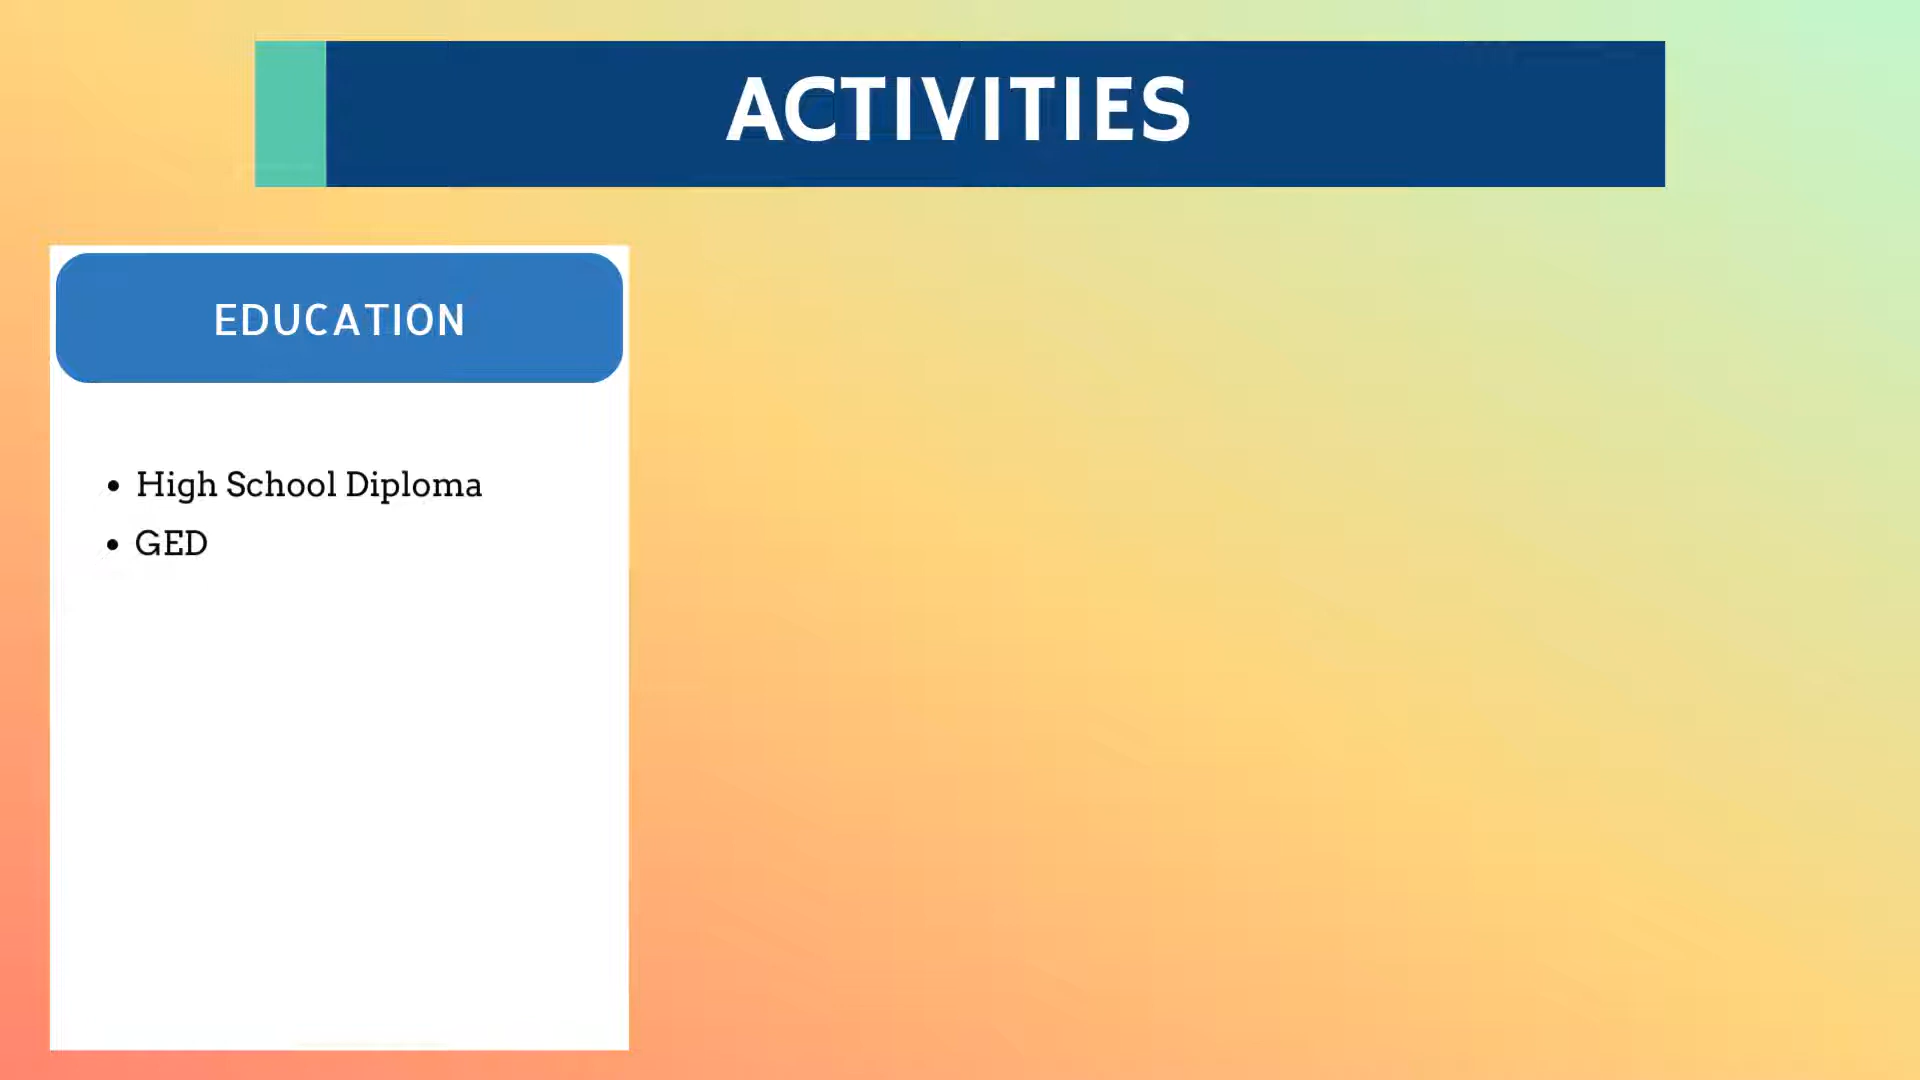 ACTIVITIES
EDUCATION
• High School Diploma
• GED